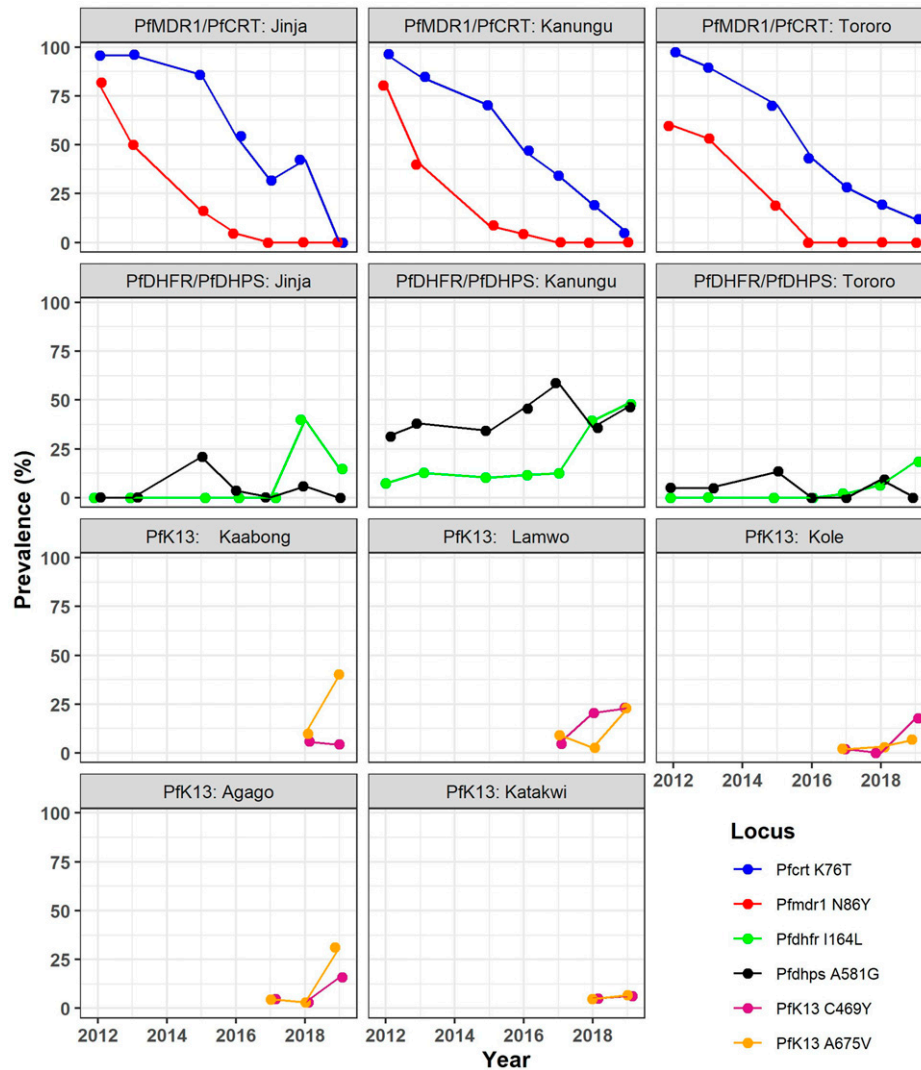 PfMDR1/PfCRT: Jinja
PfMDR1/PfCRT: Kanungu
PfMDR1/PfCRT: Tororo
100
75
50
25
0
PfDHFR/PfDHPS: Jinja
PfDHFR/PfDHPS: Kanungu
PfDHFR/PfDHPS: Tororo
100
75
50
25
0
Prevalence (%)
PfK13: Kaabong
PfK13: Lamwo
PfK13: Kole
100
75
50
25
0
2012 2014 2016 2018
PfK13: Agago
PfK13: Katakwi
100
75
50
25
0
2012 2014 2016 2018
2012 2014 2016 2018
Year
Locus
Pfcrt K76T
Pfmdr1 N86Y
Pfdhfr I164L
Pfdhps A581G
PfK13 C469Y
PfK13 A675V